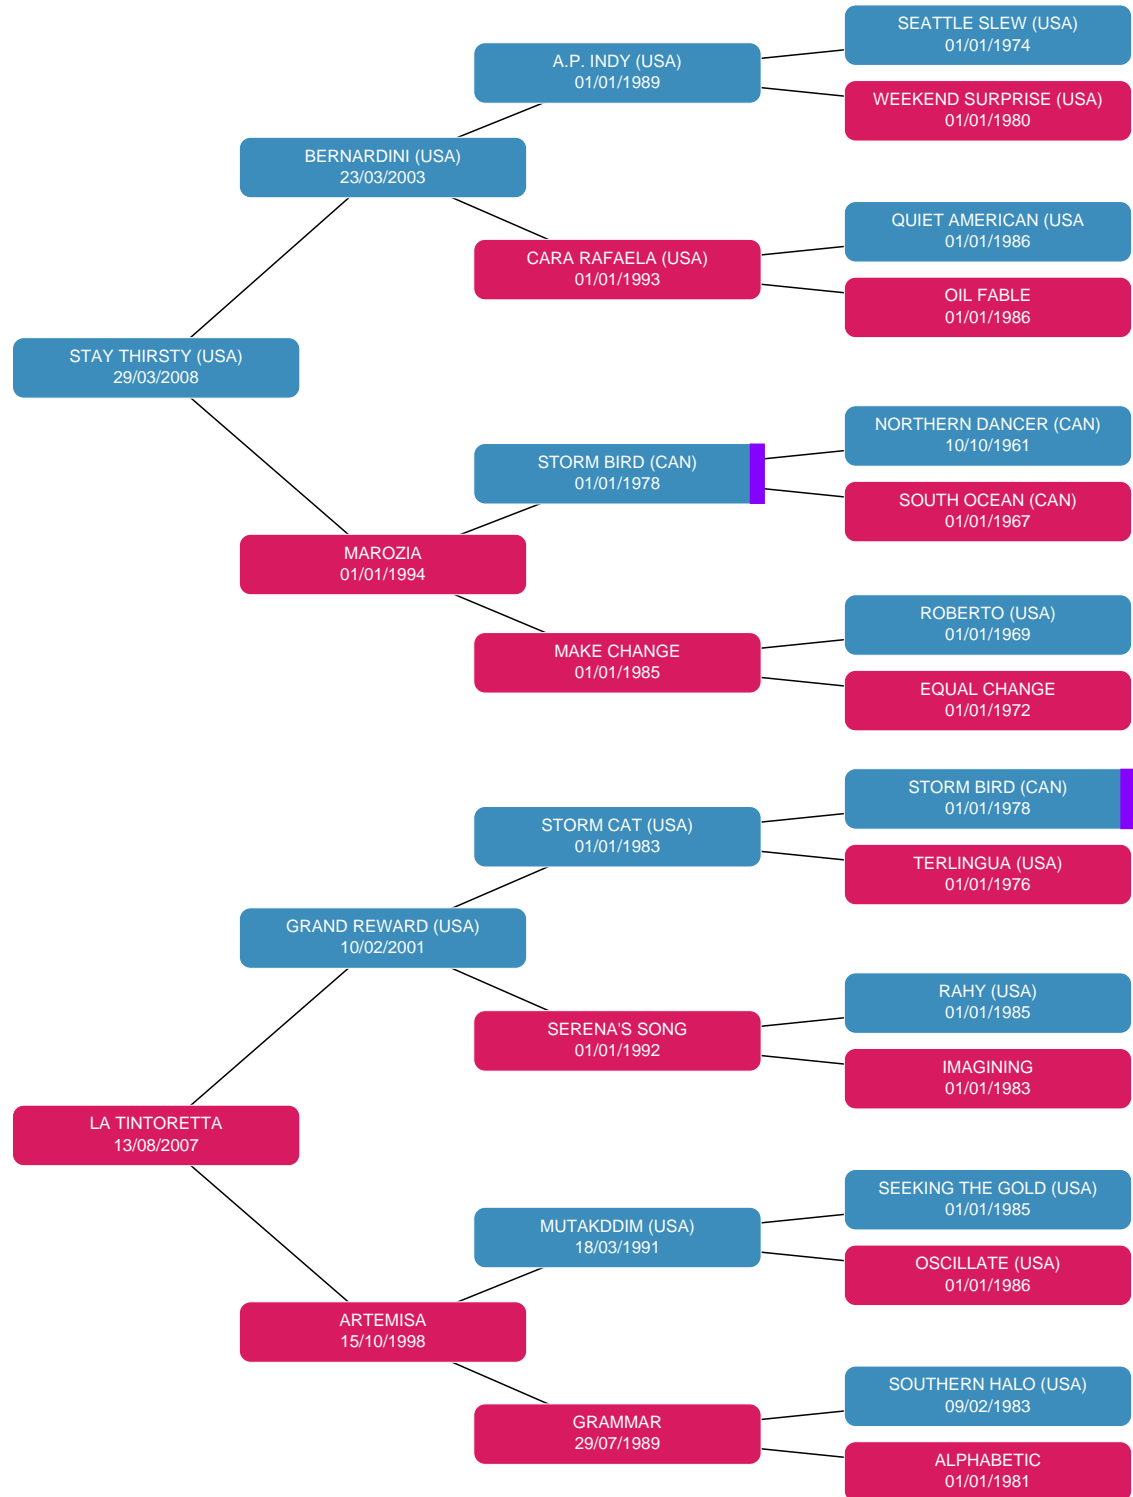 SEATTLE SLEW (USA)
01/01/1974
A.P. INDY (USA)
01/01/1989
WEEKEND SURPRISE (USA)
01/01/1980
BERNARDINI (USA)
23/03/2003
QUIET AMERICAN (USA
01/01/1986
CARA RAFAELA (USA)
01/01/1993
OIL FABLE
01/01/1986
STAY THIRSTY (USA)
29/03/2008
NORTHERN DANCER (CAN)
10/10/1961
STORM BIRD (CAN)
01/01/1978
SOUTH OCEAN (CAN)
01/01/1967
MAROZIA
01/01/1994
ROBERTO (USA)
01/01/1969
MAKE CHANGE
01/01/1985
EQUAL CHANGE
01/01/1972
STORM BIRD (CAN)
01/01/1978
STORM CAT (USA)
01/01/1983
TERLINGUA (USA)
01/01/1976
GRAND REWARD (USA)
10/02/2001
RAHY (USA)
01/01/1985
SERENA'S SONG
01/01/1992
IMAGINING
01/01/1983
LA TINTORETTA
13/08/2007
SEEKING THE GOLD (USA)
01/01/1985
MUTAKDDIM (USA)
18/03/1991
OSCILLATE (USA)
01/01/1986
ARTEMISA
15/10/1998
SOUTHERN HALO (USA)
09/02/1983
GRAMMAR
29/07/1989
ALPHABETIC
01/01/1981